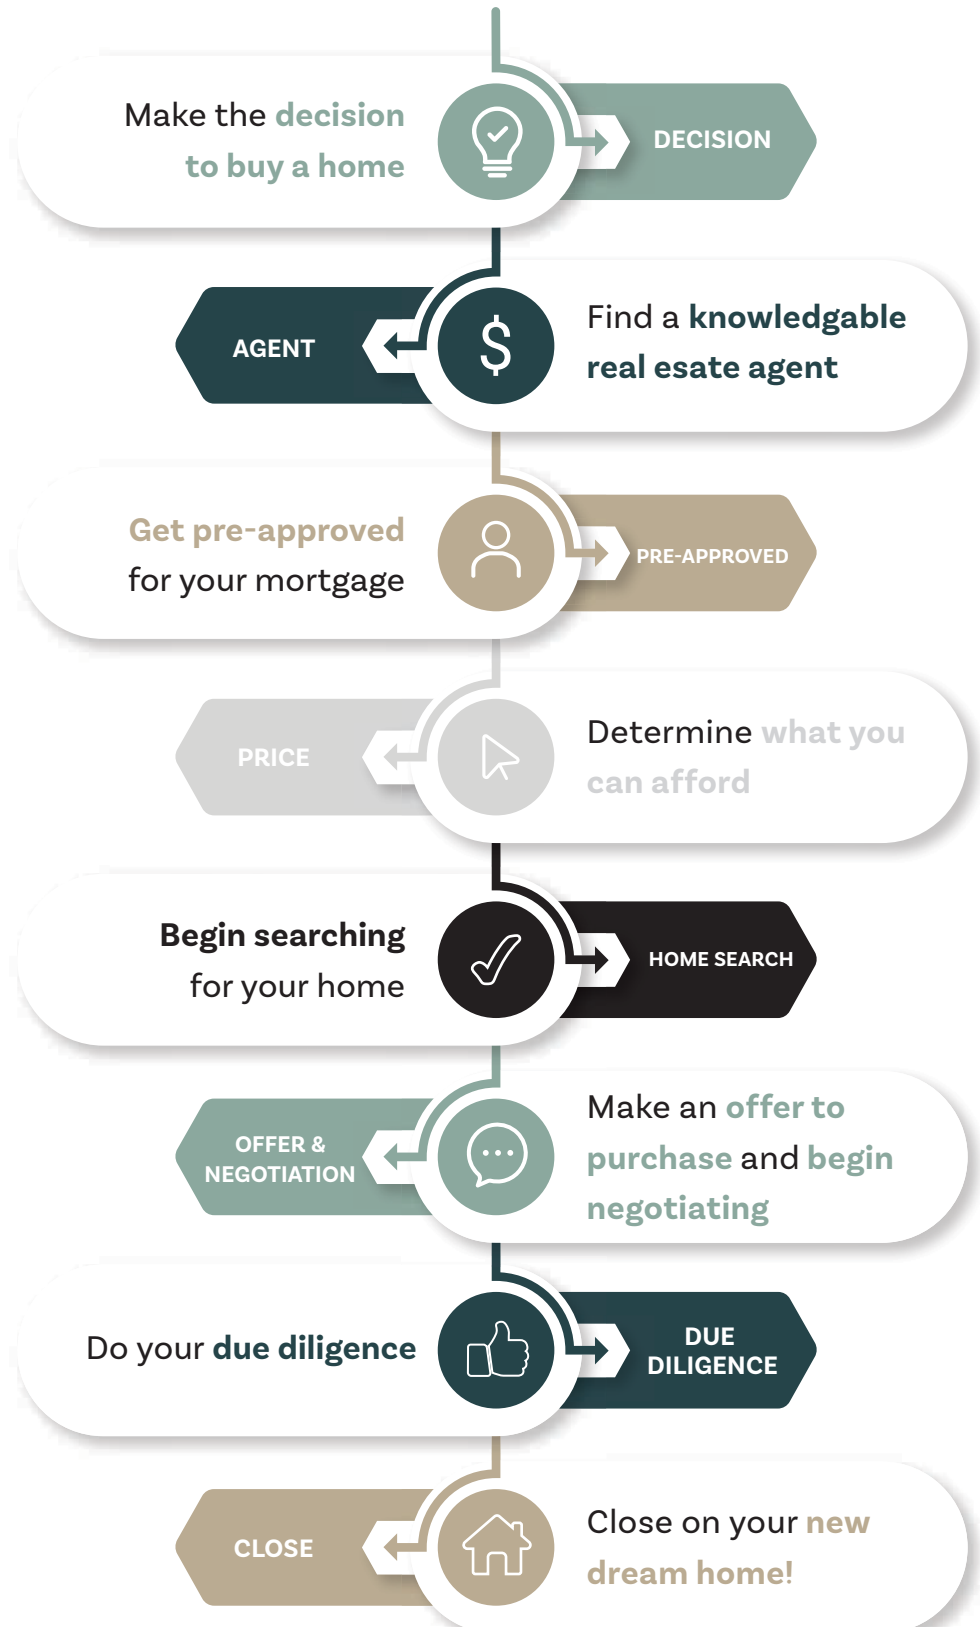 Make the decision
to buy a home
DECISION
AGENT
$
Find a knowledgable
real esate agent
Get pre-approved
for your mortgage
PRE-APPROVED
PRICE
Determine what you
can afford
Begin searching
for your home
HOME SEARCH
OFFER &
NEGOTIATION
Make an offer to
purchase and begin
negotiating
Do your due diligence
DUE
DILIGENCE
CLOSE
Close on your new
dream home!